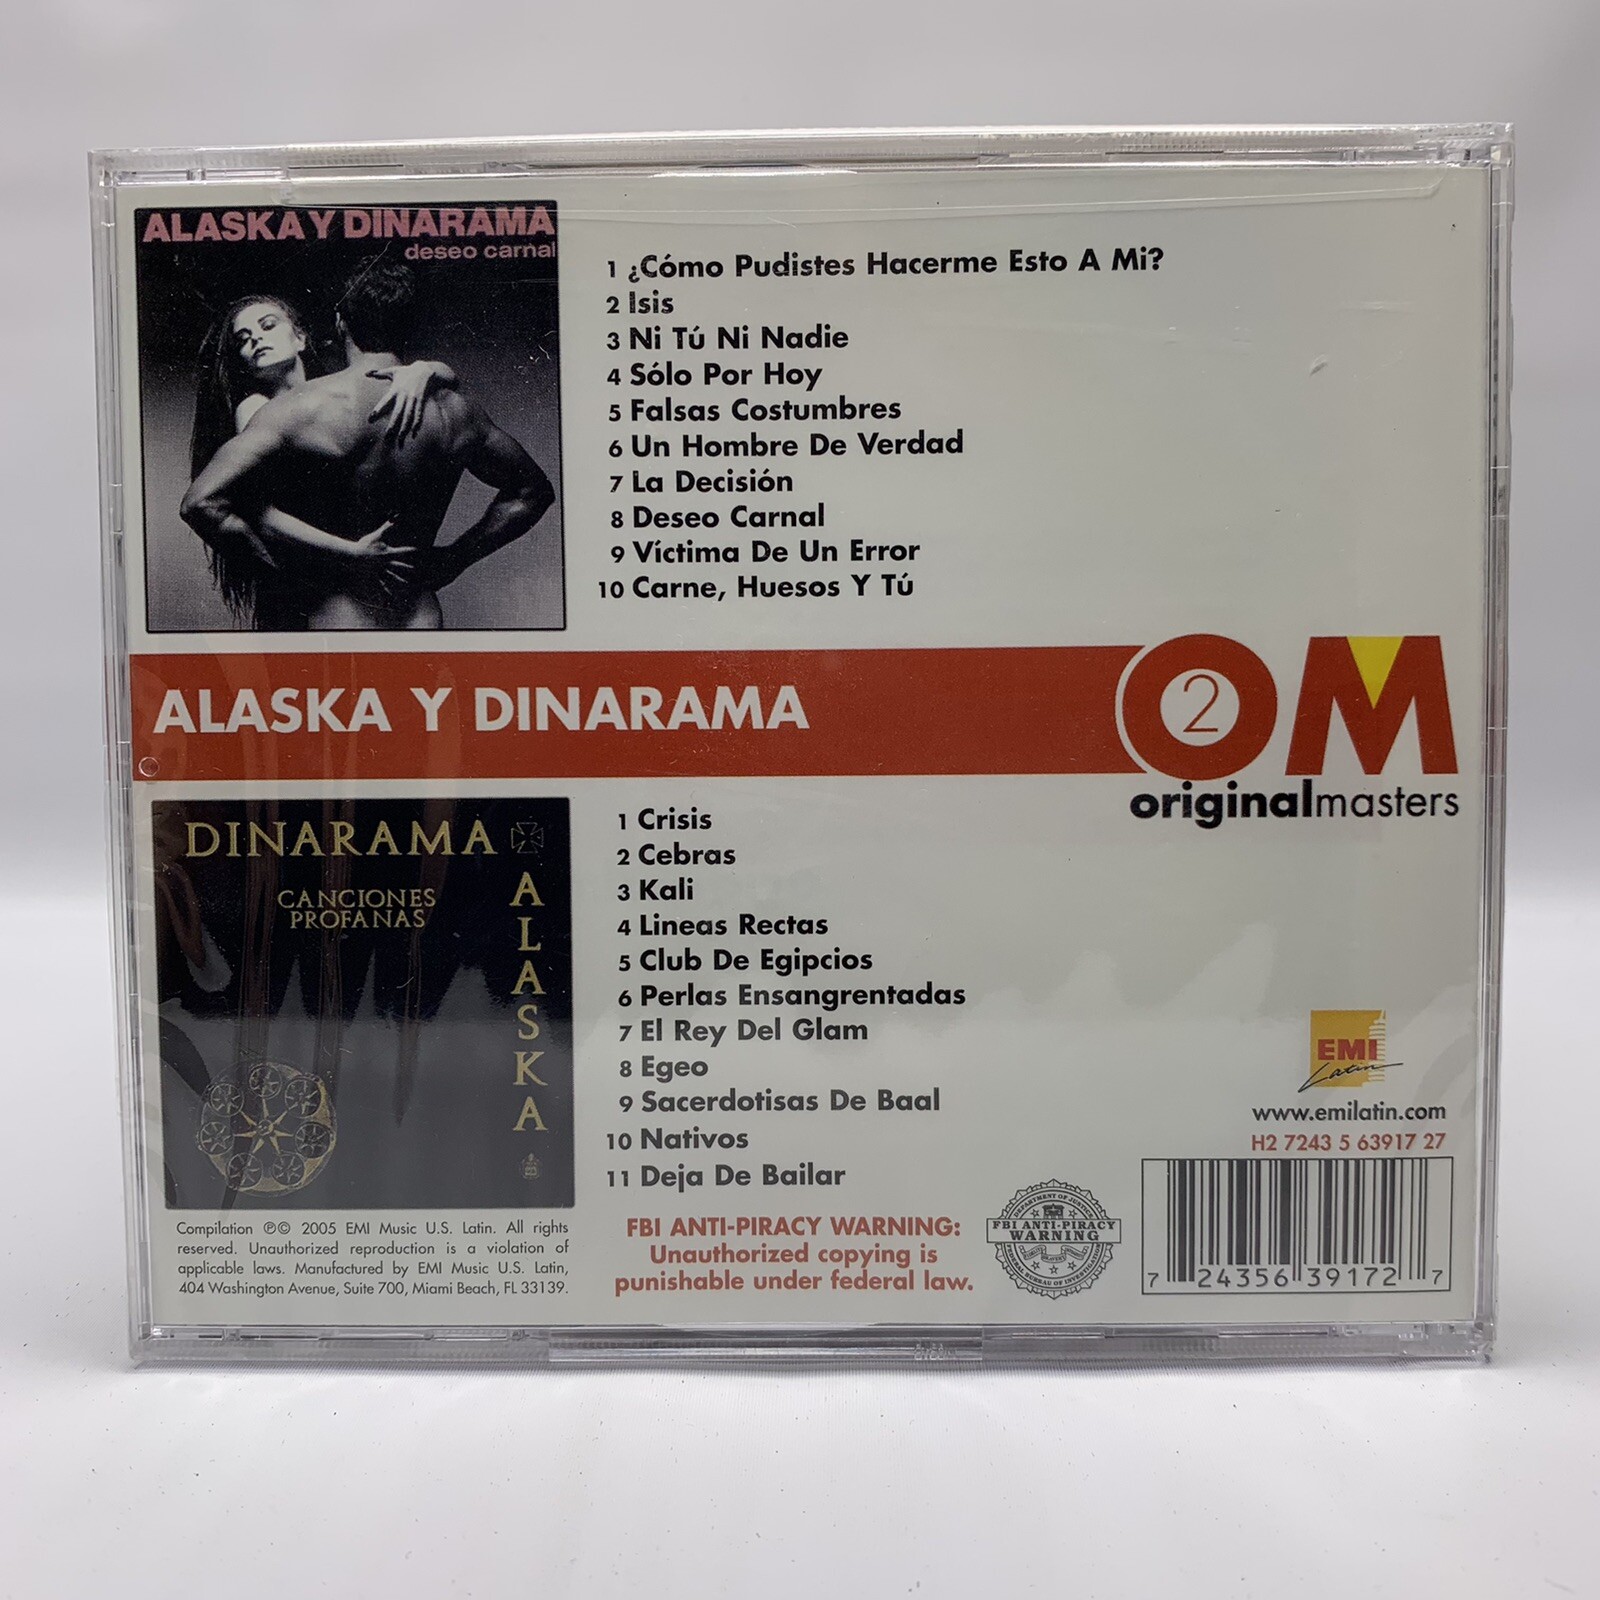 ALASKA Y DINARAMA
deseo carnal
1 ¿Cómo Pudistes Hacerme Esto A Mi?
2 Isis
3 Ni Tú Ni Nadie
4 Sólo Por Hoy
5 Falsas Costumbres
6 Un Hombre De Verdad
7 La Decisión
8 Deseo Carnal
9 Víctima De Un Error
10 Carne, Huesos Y Tú
ALASKA Y DINARAMA
2
OM
originalmasters
DINARAMA
CANCIONES
PROFANAS
ALASKA
1 Crisis
2 Cebras
3 Kali
4 Lineas Rectas
5 Club De Egipcios
6 Perlas Ensangrentadas
7 El Rey Del Glam
8 Egeo
9 Sacerdotisas De Baal
10 Nativos
11 Deja De Bailar
EMI
Latin
www.emilatin.com
H2 7243 5 63917 27
Compilation ℗© 2005 EMI Music U.S. Latin. All rights
reserved. Unauthorized reproduction is a violation of
applicable laws. Manufactured by EMI Music U.S. Latin,
404 Washington Avenue, Suite 700, Miami Beach, FL 33139.
FBI ANTI-PIRACY WARNING:
Unauthorized copying is
punishable under federal law.
DEPARTMENT OF JUSTICE
FBI ANTI-PIRACY
WARNING
FEDERAL BUREAU OF INVESTIGATION
7 24356 39172 7